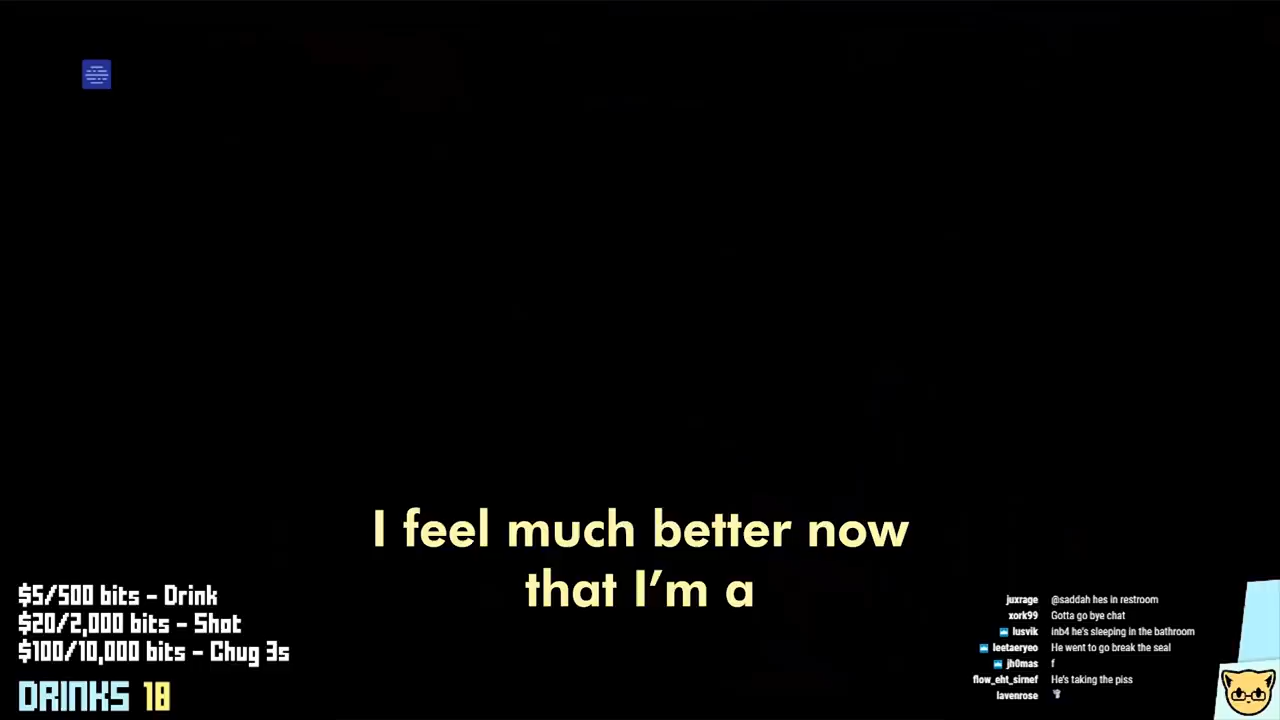 I feel much better now
that I'm a
$5/500 bits - Drink
$20/2,000 bits - Shot
$100/10,000 bits - Chug 3s
DRINKS 18
juxrage @saddah hes in restroom
xork99 Gotta go bye chat
lusvik inb4 he's sleeping in the bathroom
leetaeryeo He went to go break the seal
jh0mas f
flow_eht_sirnef He's taking the piss
lavenrose